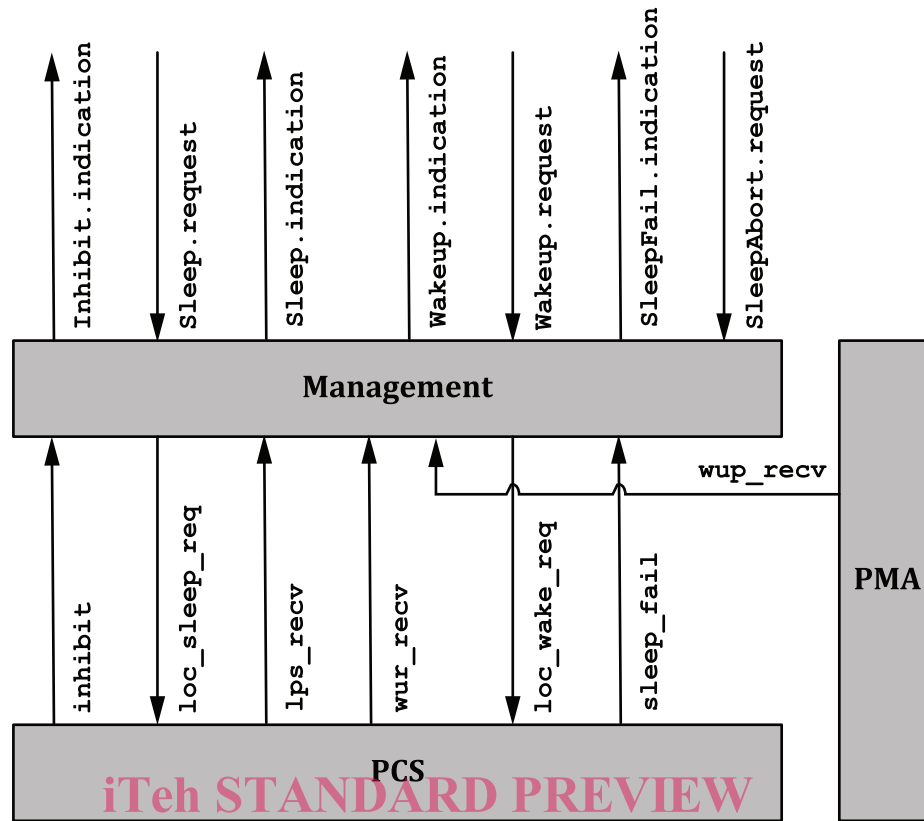 Inhibit.indication
Sleep.request
Sleep.indication
Wakeup.indication
Wakeup.request
SleepFail.indication
SleepAbort.request
Management
wup_recv
inhibit
loc_sleep_req
lps_recv
wur_recv
loc_wake_req
sleep_fail
PMA
PCS
iTeh STANDARD PREVIEW